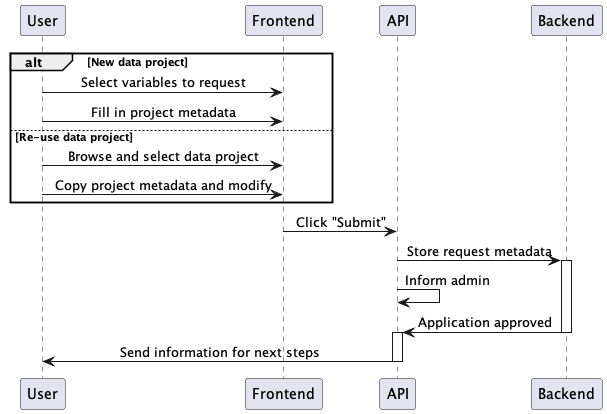 User Frontend API Backend
alt [New data project]
Select variables to request
Fill in project metadata
[Re-use data project]
Browse and select data project
Copy project metadata and modify
Click "Submit"
Store request metadata
Inform admin
Application approved
Send information for next steps
User Frontend API Backend